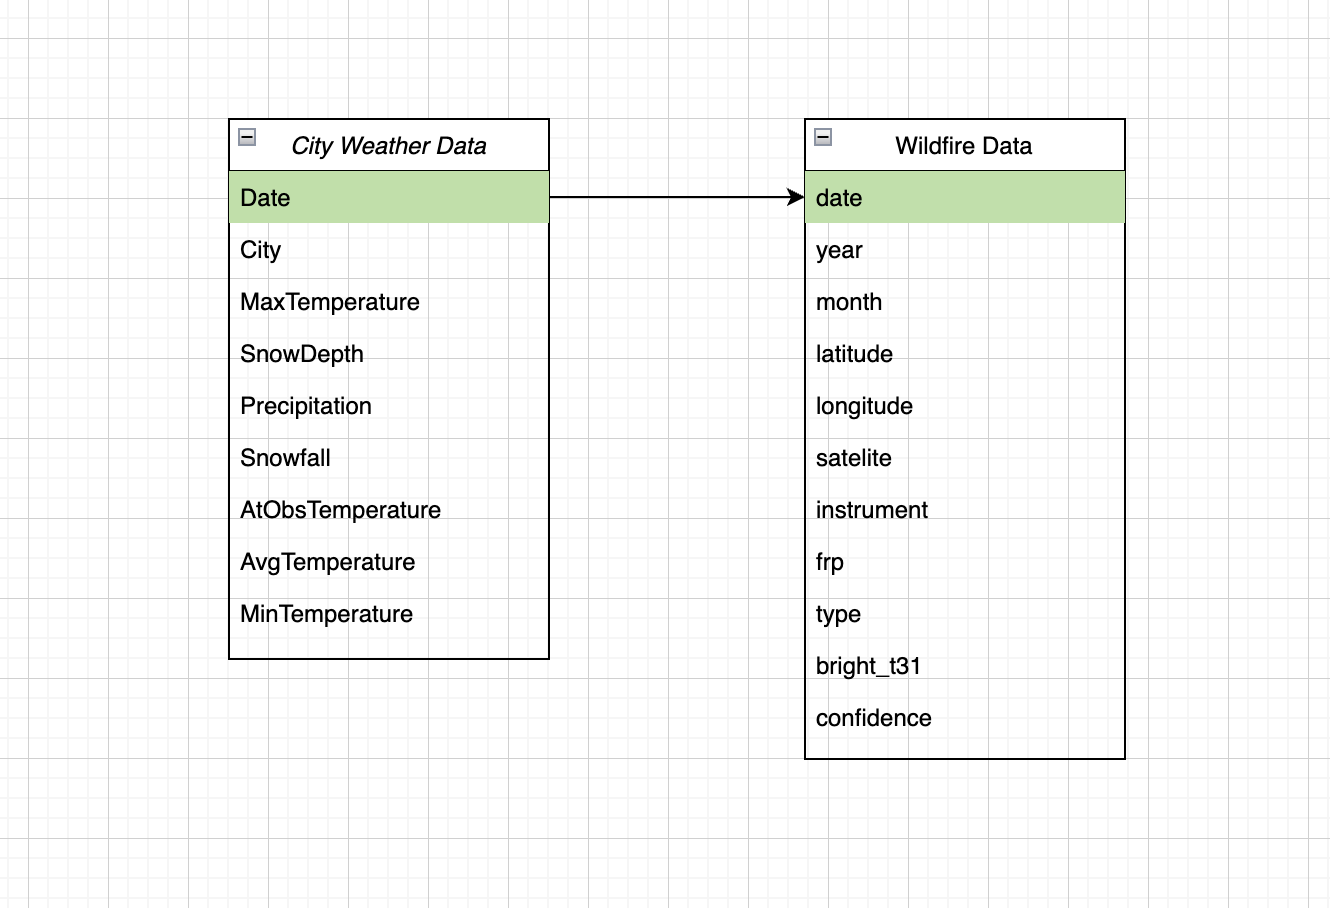 City Weather Data
Date
City
MaxTemperature
SnowDepth
Precipitation
Snowfall
AtObsTemperature
AvgTemperature
MinTemperature
Wildfire Data
date
year
month
latitude
longitude
satelite
instrument
frp
type
bright_t31
confidence